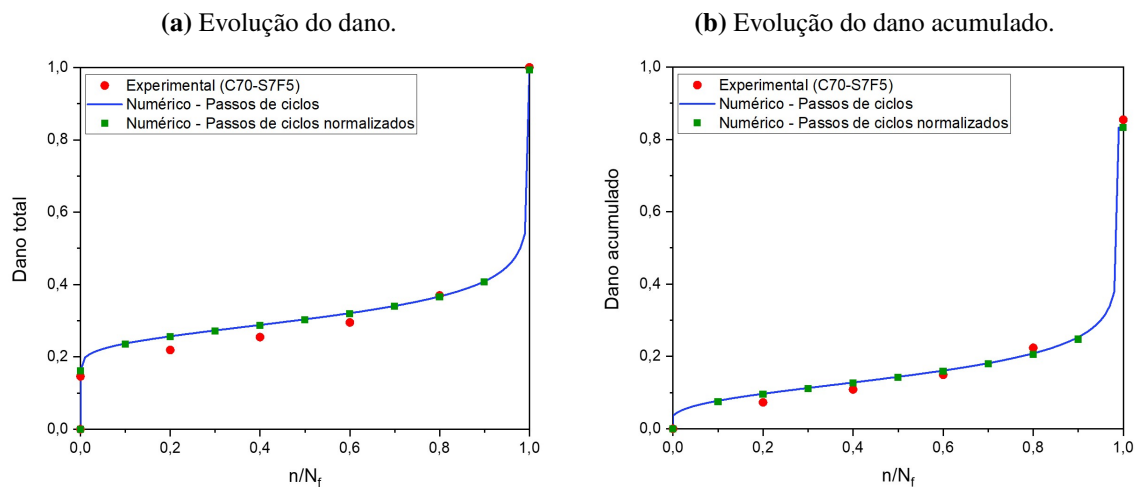 (a) Evolução do dano.
1,0
0,8
0,6
0,4
0,2
0,0
Dano total
Experimental (C70-S7F5)
Numérico - Passos de ciclos
Numérico - Passos de ciclos normalizados
0,0 0,2 0,4 0,6 0,8 1,0
n/Nf
(b) Evolução do dano acumulado.
1,0
0,8
0,6
0,4
0,2
0,0
Dano acumulado
Experimental (C70-S7F5)
Numérico - Passos de ciclos
Numérico - Passos de ciclos normalizados
0,0 0,2 0,4 0,6 0,8 1,0
n/Nf